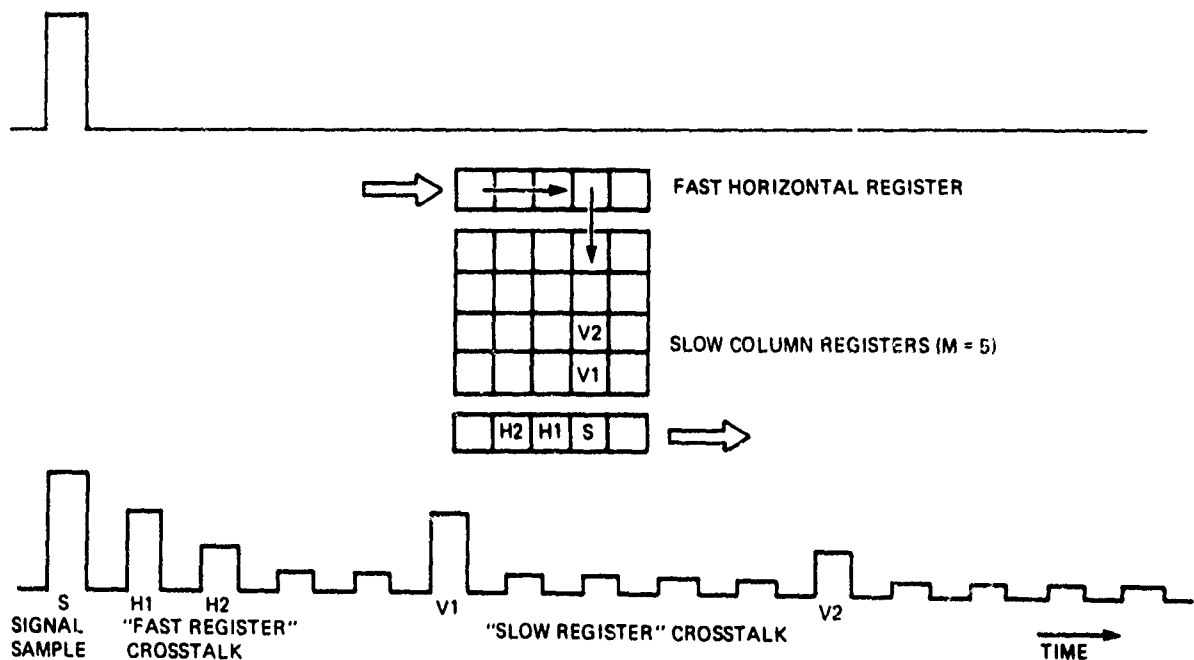 FAST HORIZONTAL REGISTER
V2
SLOW COLUMN REGISTERS (M = 5)
V1
H2 H1 S
S H1 H2 V1 V2
SIGNAL SAMPLE
"FAST REGISTER" CROSSTALK
"SLOW REGISTER" CROSSTALK
TIME